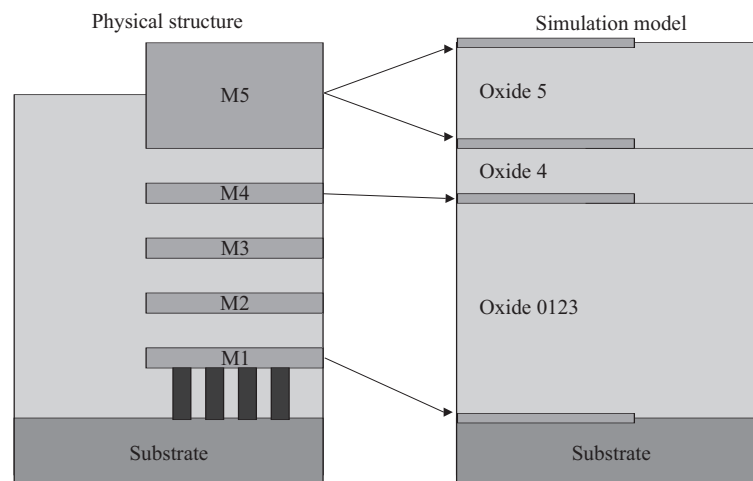 Physical structure
Simulation model
M5
Oxide 5
Oxide 4
M4
M3
M2
Oxide 0123
M1
Substrate
Substrate